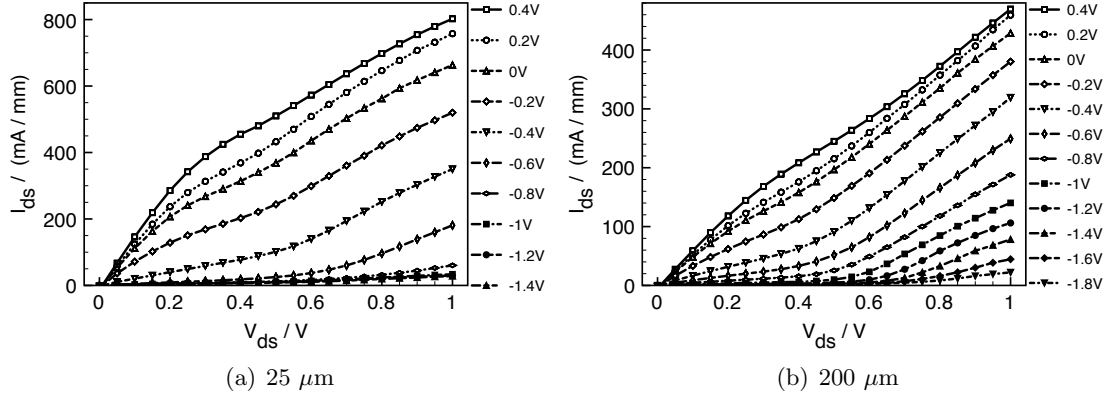 I_ds / (mA / mm)
800
600
400
200
0
0 0.2 0.4 0.6 0.8 1
V_ds / V
0.4V
0.2V
0V
-0.2V
-0.4V
-0.6V
-0.8V
-1V
-1.2V
-1.4V
(a) 25 μm
I_ds / (mA / mm)
400
300
200
100
0
0 0.2 0.4 0.6 0.8 1
V_ds / V
0.4V
0.2V
0V
-0.2V
-0.4V
-0.6V
-0.8V
-1V
-1.2V
-1.4V
-1.6V
-1.8V
(b) 200 μm